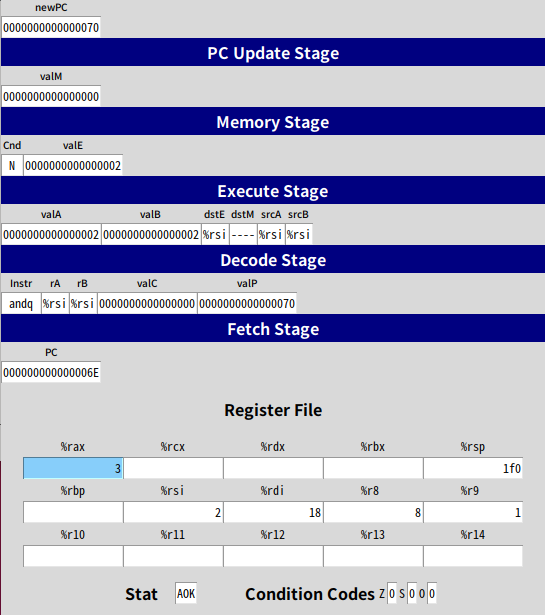 newPC
0000000000000070
PC Update Stage
valM
0000000000000000
Memory Stage
Cnd valE
N 0000000000000002
Execute Stage
valA valB dstE dstM srcA srcB
0000000000000002 0000000000000002 %rsi ---- %rsi %rsi
Decode Stage
Instr rA rB valC valP
andq %rsi %rsi 0000000000000000 0000000000000070
Fetch Stage
PC
000000000000006E
Register File
%rax %rcx %rdx %rbx %rsp
3 1f0
%rbp %rsi %rdi %r8 %r9
2 18 8 1
%r10 %r11 %r12 %r13 %r14
Stat AOK Condition Codes Z 0 S 0 O 0